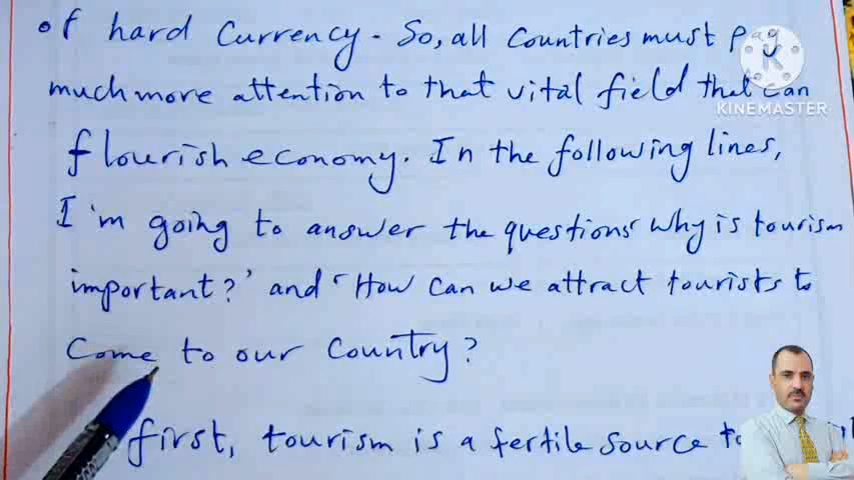 of hard Currency. So, all Countries must pay
much more attention to that vital field that can
flourish economy. In the following lines,
I'm going to answer the questions 'Why is tourism
important?' and 'How can we attract tourists to
Come to our Country?
first, tourism is a fertile source
K
KINEMASTER